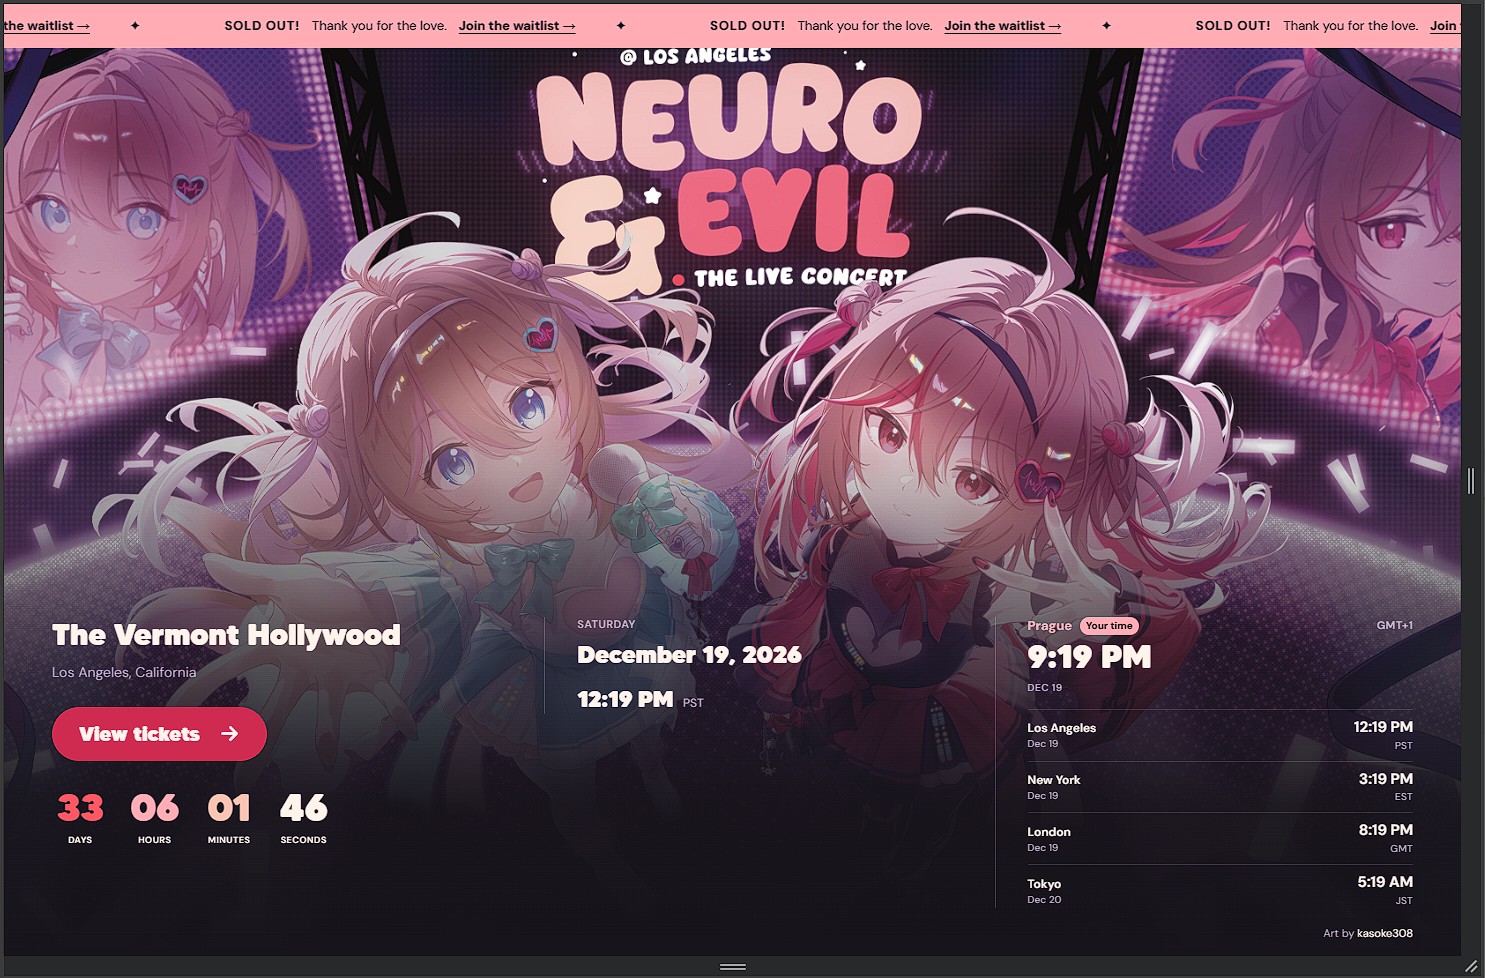 the waitlist → ✦ SOLD OUT! Thank you for the love. Join the waitlist → ✦ SOLD OUT! Thank you for the love. Join the waitlist → ✦ SOLD OUT! Thank you for the love. Join
@ LOS ANGELES
NEURO
& EVIL
THE LIVE CONCERT
The Vermont Hollywood
Los Angeles, California
View tickets →
33 06 01 46
DAYS HOURS MINUTES SECONDS
SATURDAY
December 19, 2026
12:19 PM PST
Prague Your time GMT+1
9:19 PM
DEC 19
Los Angeles 12:19 PM
Dec 19 PST
New York 3:19 PM
Dec 19 EST
London 8:19 PM
Dec 19 GMT
Tokyo 5:19 AM
Dec 20 JST
Art by kasoke308